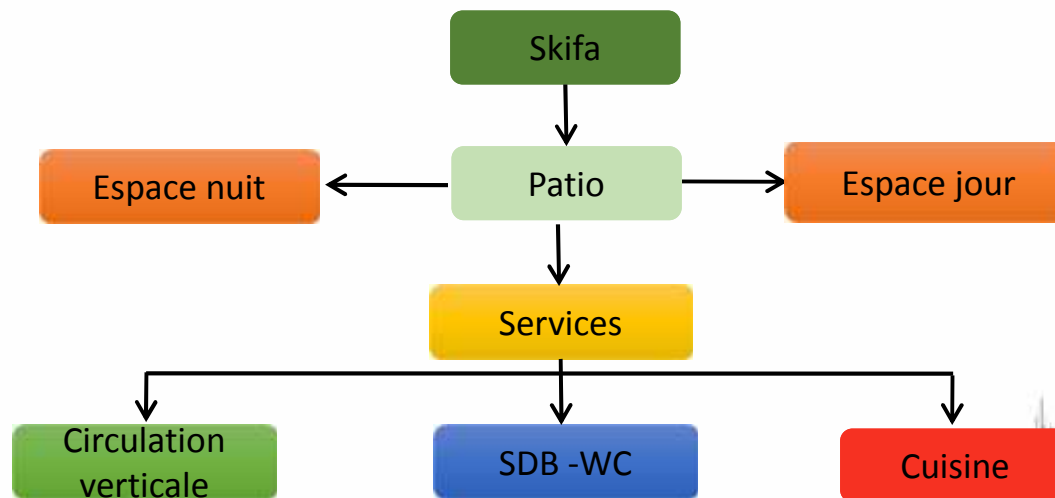 Skifa
Espace nuit
Patio
Espace jour
Services
Circulation
verticale
SDB -WC
Cuisine